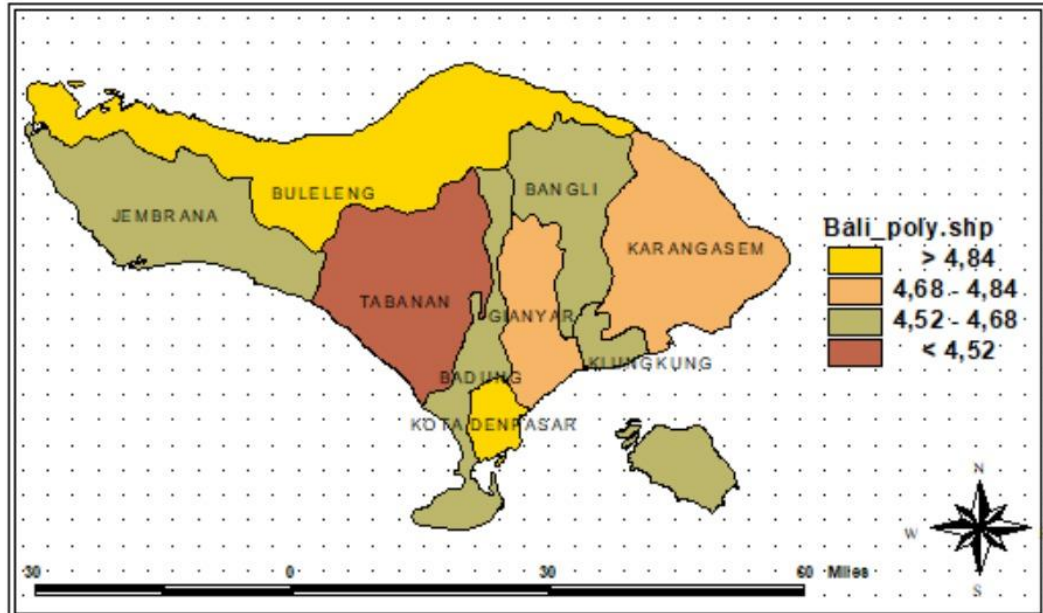 BULELENG
BANGLI
JEMBRANA
KARANGASEM
TABANAN
GIANYAR
KLUNGKUNG
BADUNG
KOTA DENPASAR
Bali_poly.shp
> 4,84
4,68 - 4,84
4,52 - 4,68
< 4,52
N
W
S
30 0 30 60 Miles